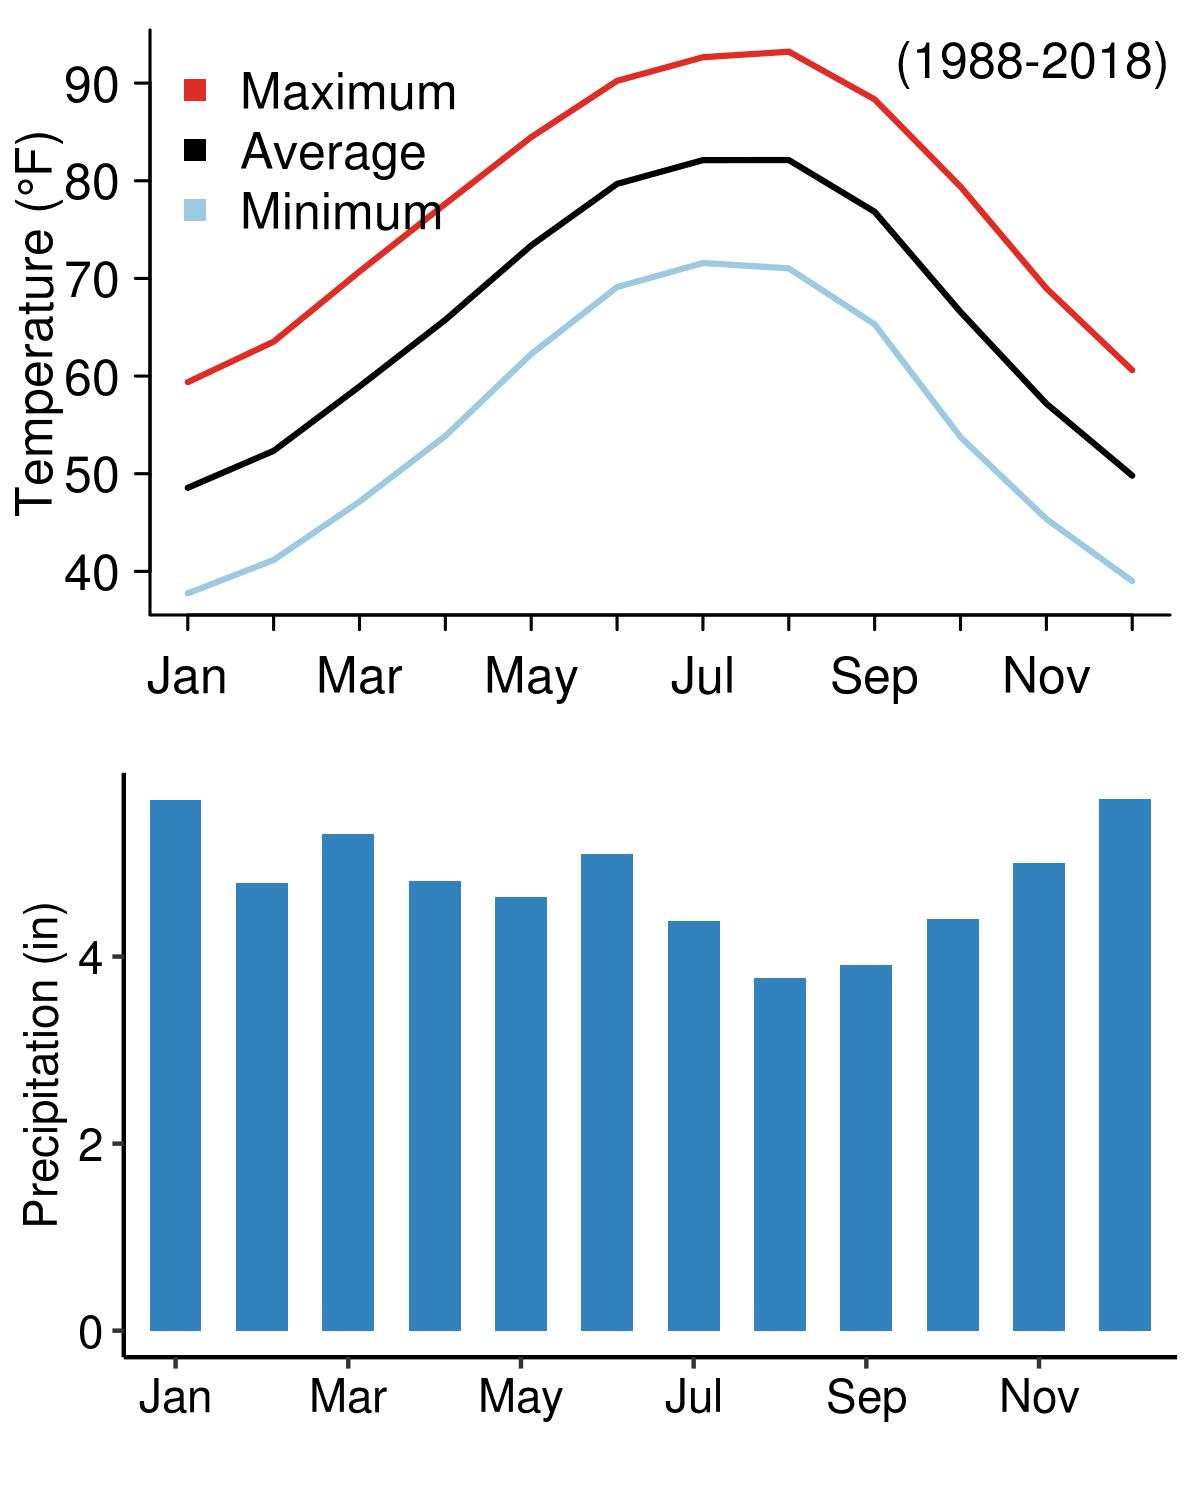 (1988-2018)
Maximum
Average
Minimum
Temperature (°F)
90
80
70
60
50
40
Jan Mar May Jul Sep Nov
Precipitation (in)
4
2
0
Jan Mar May Jul Sep Nov